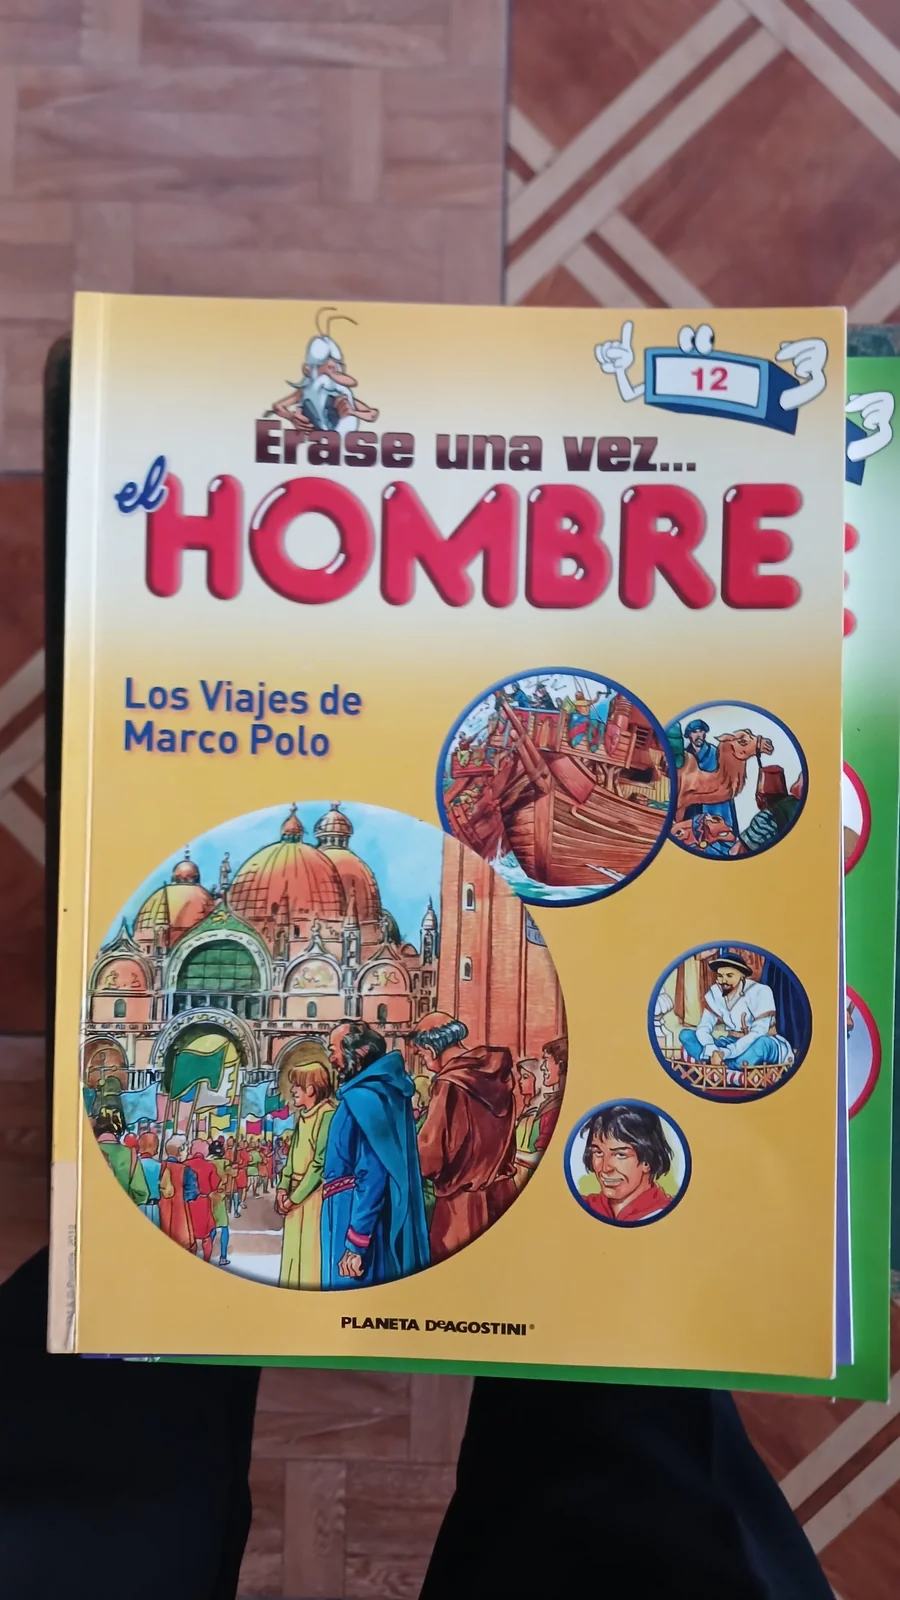 12
Érase una vez...
el
HOMBRE
Los Viajes de
Marco Polo
PLANETA DeAGOSTINI®